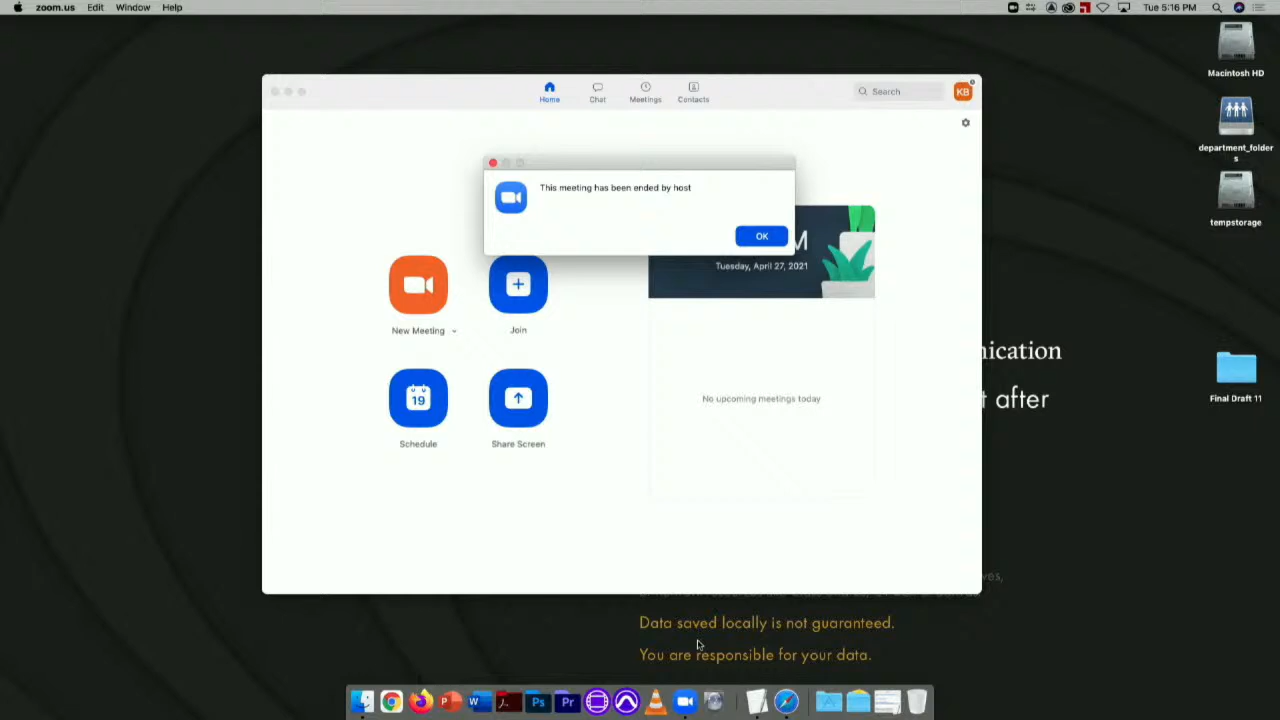 zoom.us Edit Window Help
Tue 5:16 PM
Macintosh HD
Home Chat Meetings Contacts
Search
KB
department_folders
This meeting has been ended by host
OK
M
Tuesday, April 27, 2021
tempstorage
New Meeting
Join
nication
t after
19
Schedule
Share Screen
No upcoming meetings today
Final Draft 11
ves,
Data saved locally is not guaranteed.
You are responsible for your data.
P W Ps Pr